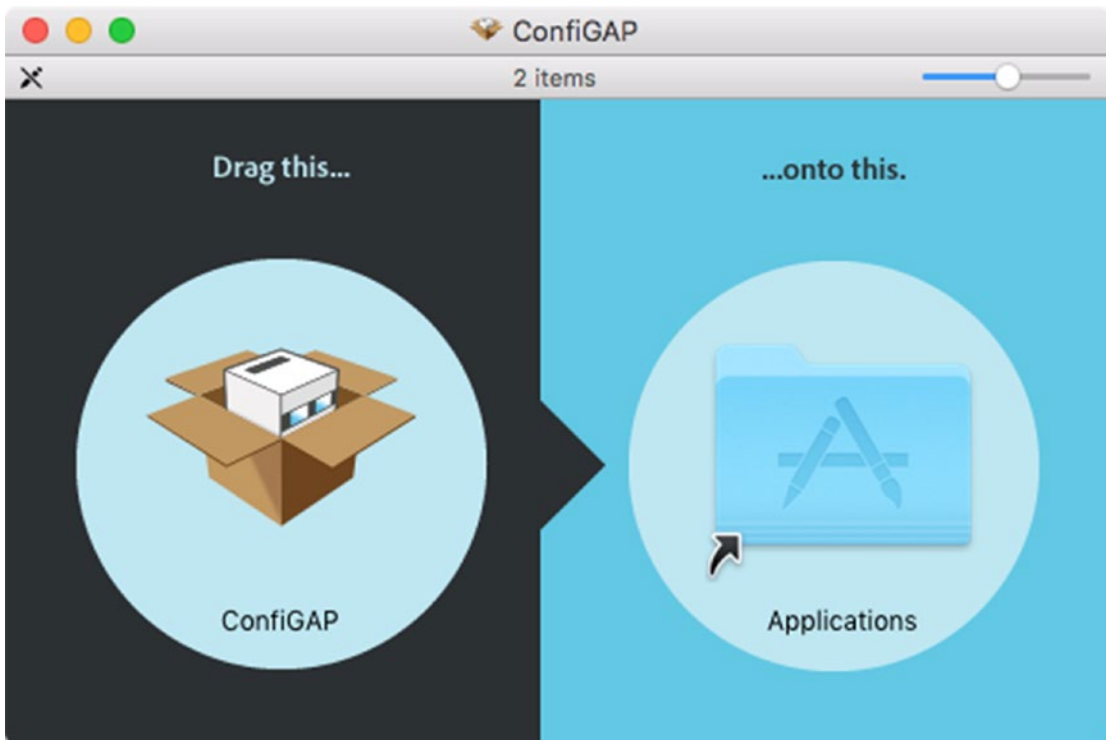 ConfiGAP
2 items
Drag this...
...onto this.
ConfiGAP
Applications